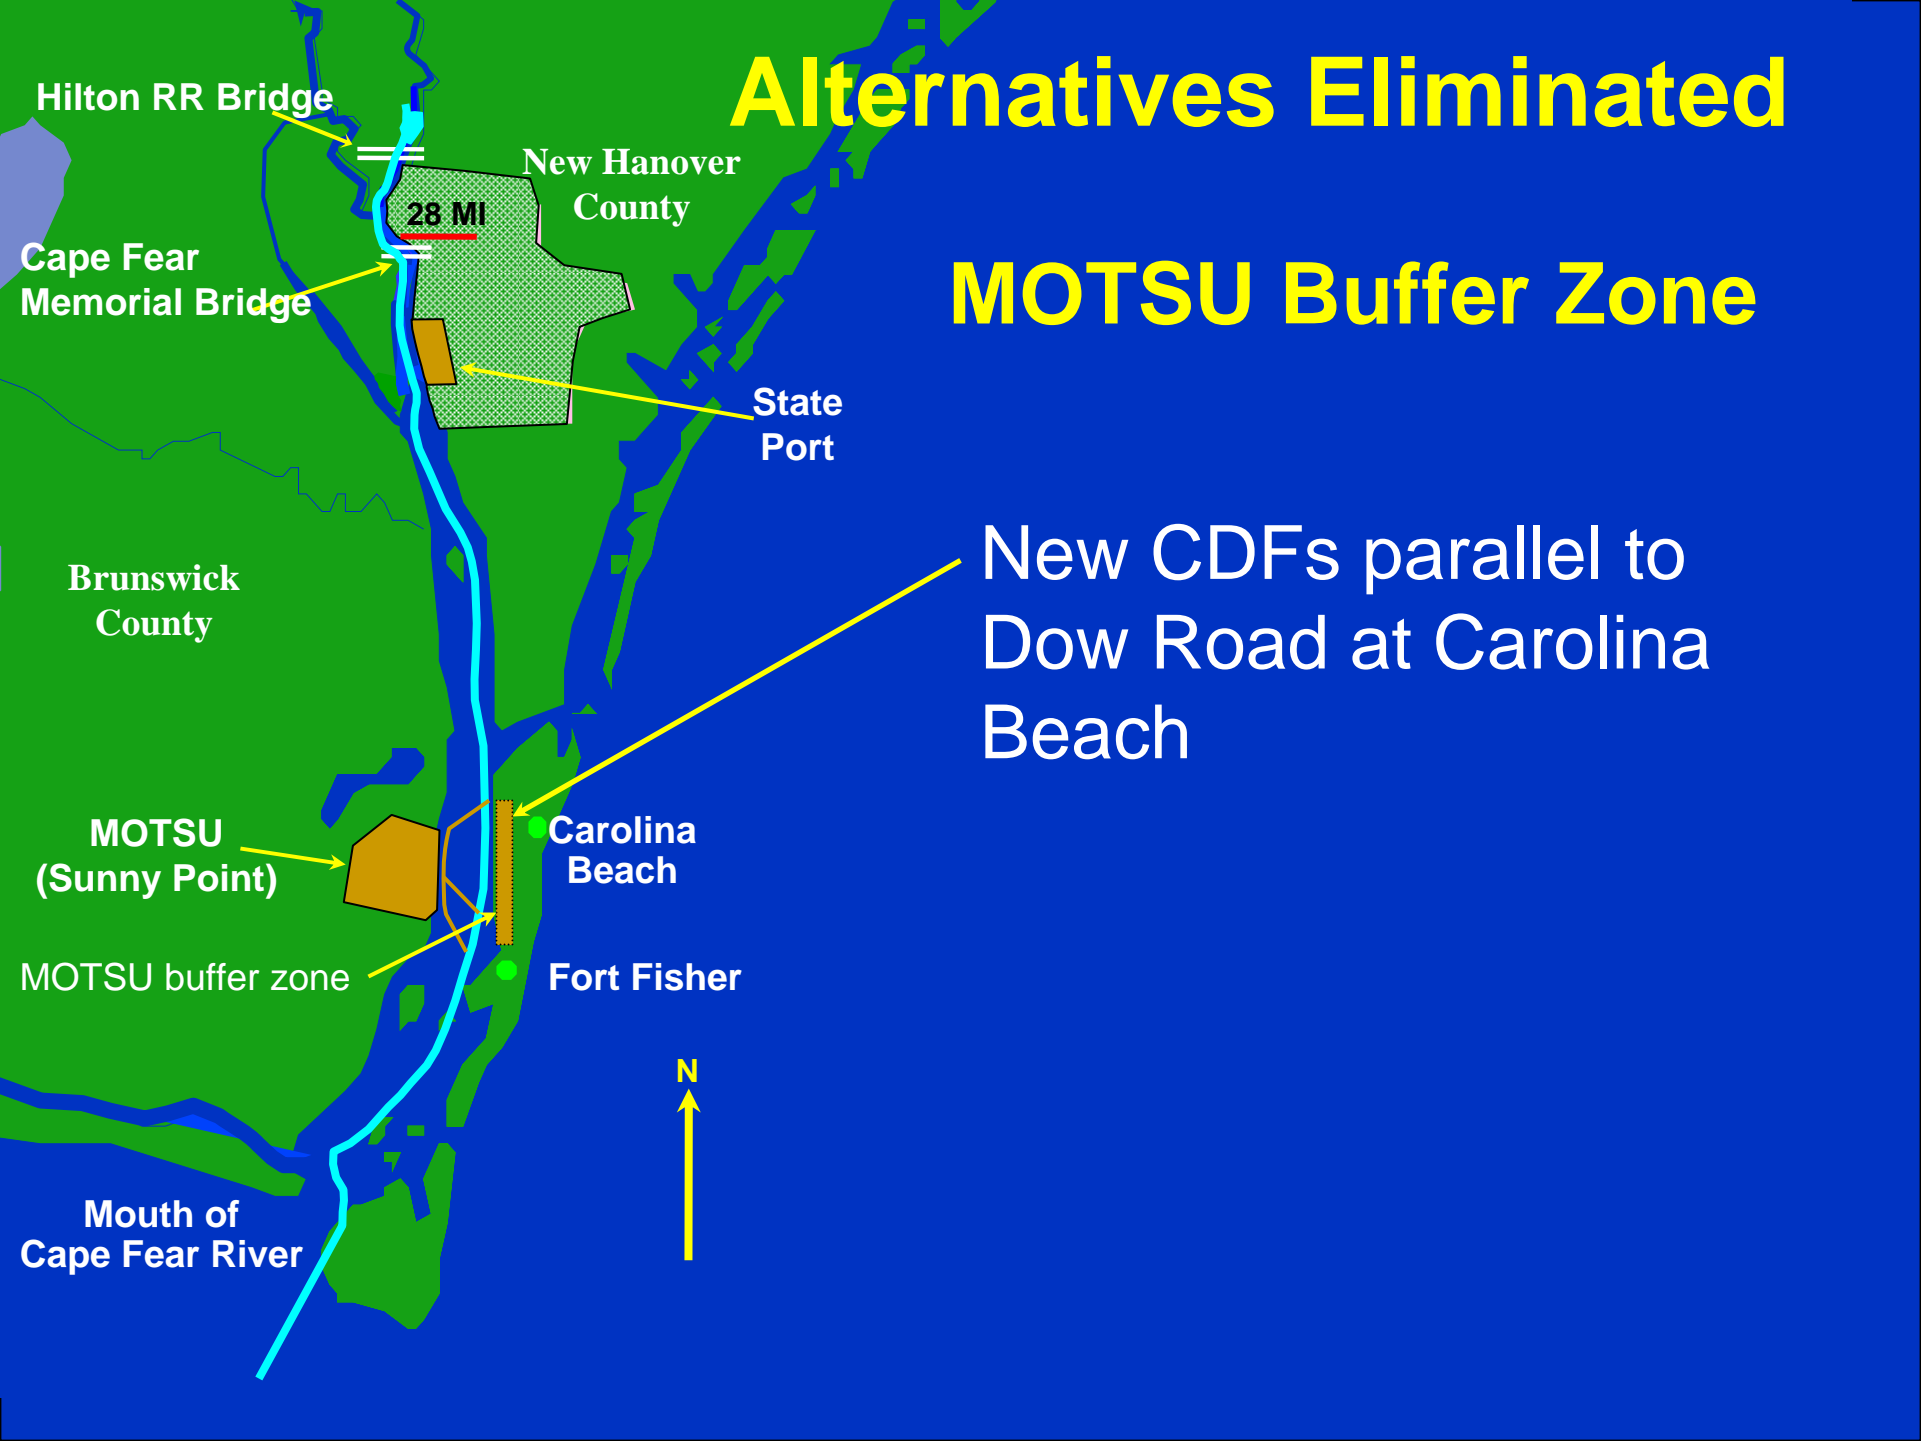 Alternatives Eliminated
MOTSU Buffer Zone
Hilton RR Bridge
New Hanover
County
28 MI
Cape Fear
Memorial Bridge
State
Port
New CDFs parallel to
Dow Road at Carolina
Beach
Brunswick
County
MOTSU
(Sunny Point)
Carolina
Beach
MOTSU buffer zone
Fort Fisher
N
Mouth of
Cape Fear River